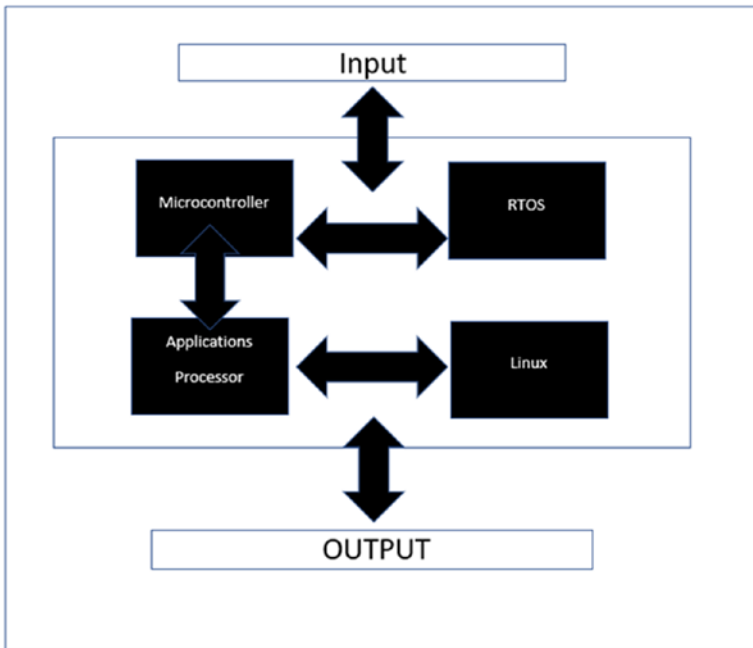 Input
Microcontroller
RTOS
Applications
Processor
Linux
OUTPUT